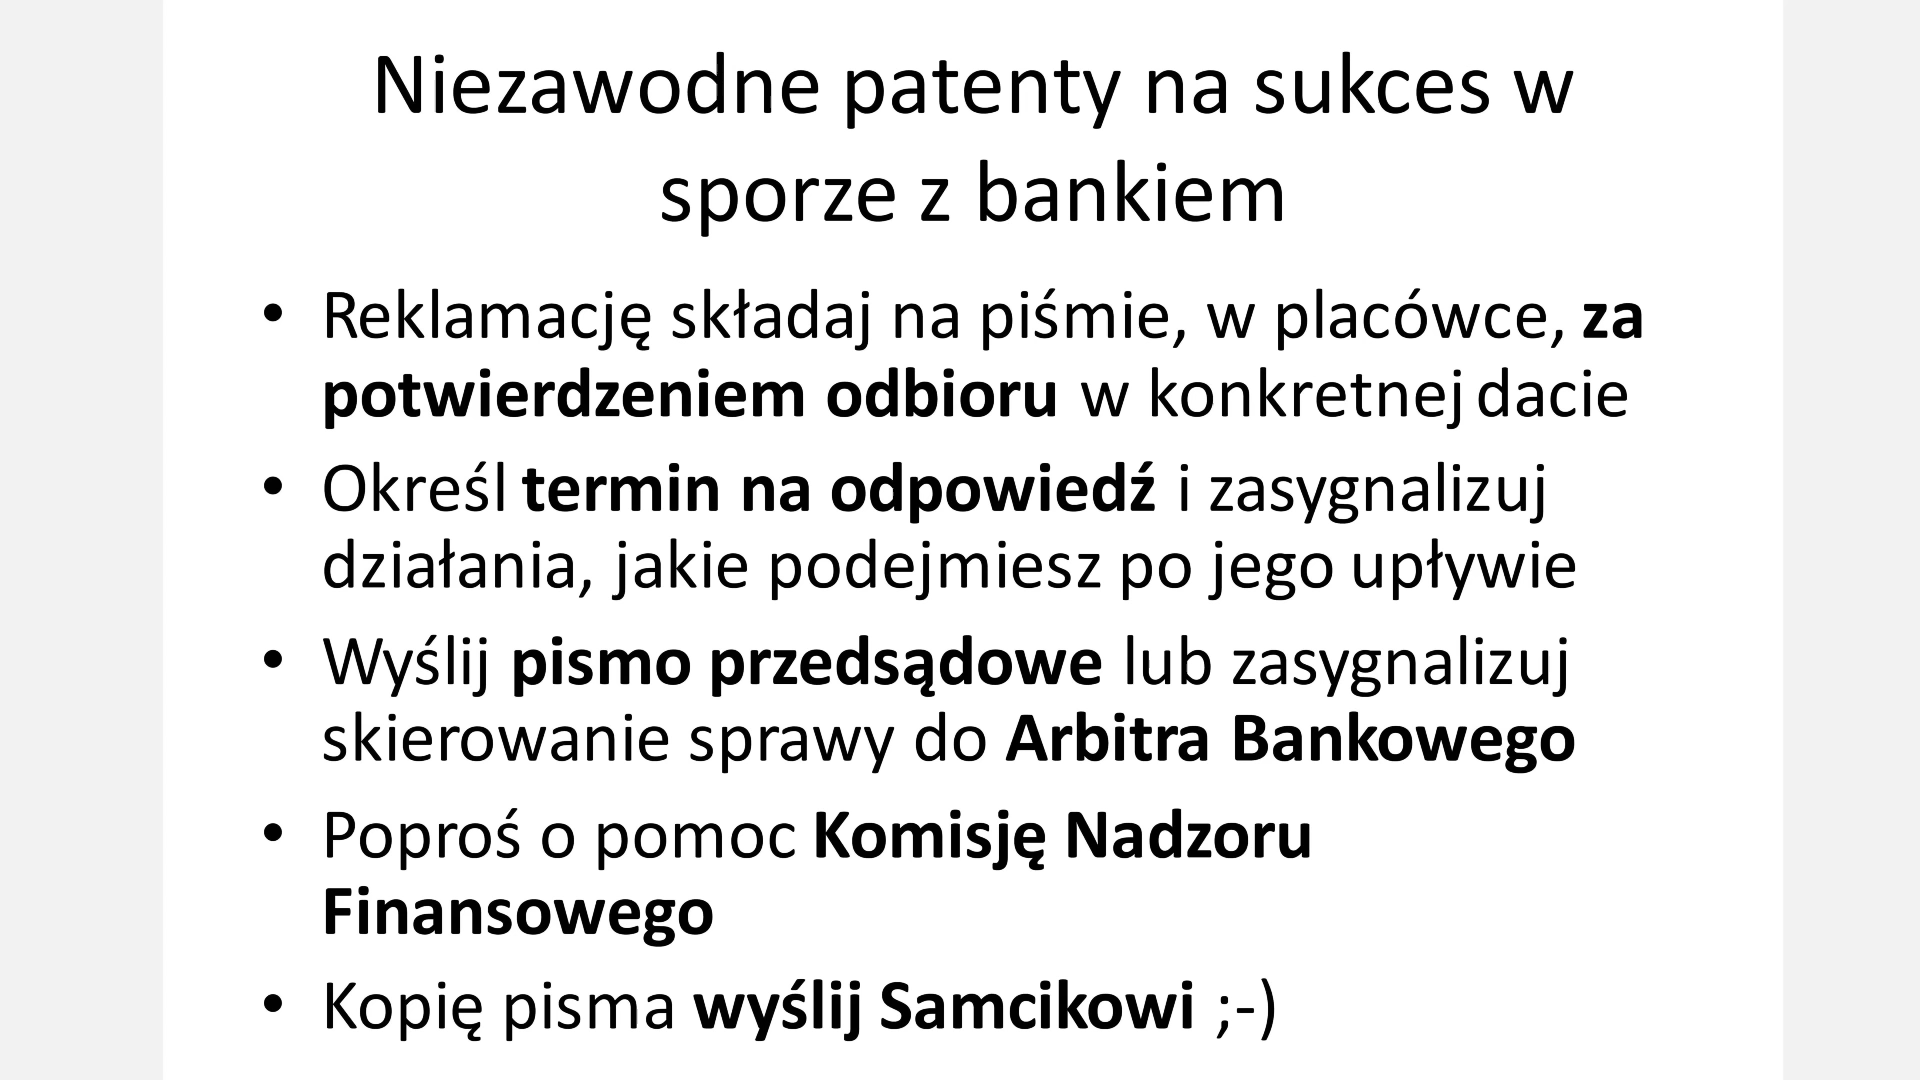 Niezawodne patenty na sukces w
sporze z bankiem
• Reklamację składaj na piśmie, w placówce, za
potwierdzeniem odbioru w konkretnej dacie
• Określ termin na odpowiedź i zasygnalizuj
działania, jakie podejmiesz po jego upływie
• Wyślij pismo przedsądowe lub zasygnalizuj
skierowanie sprawy do Arbitra Bankowego
• Poproś o pomoc Komisję Nadzoru
Finansowego
• Kopię pisma wyślij Samcikowi ;-)